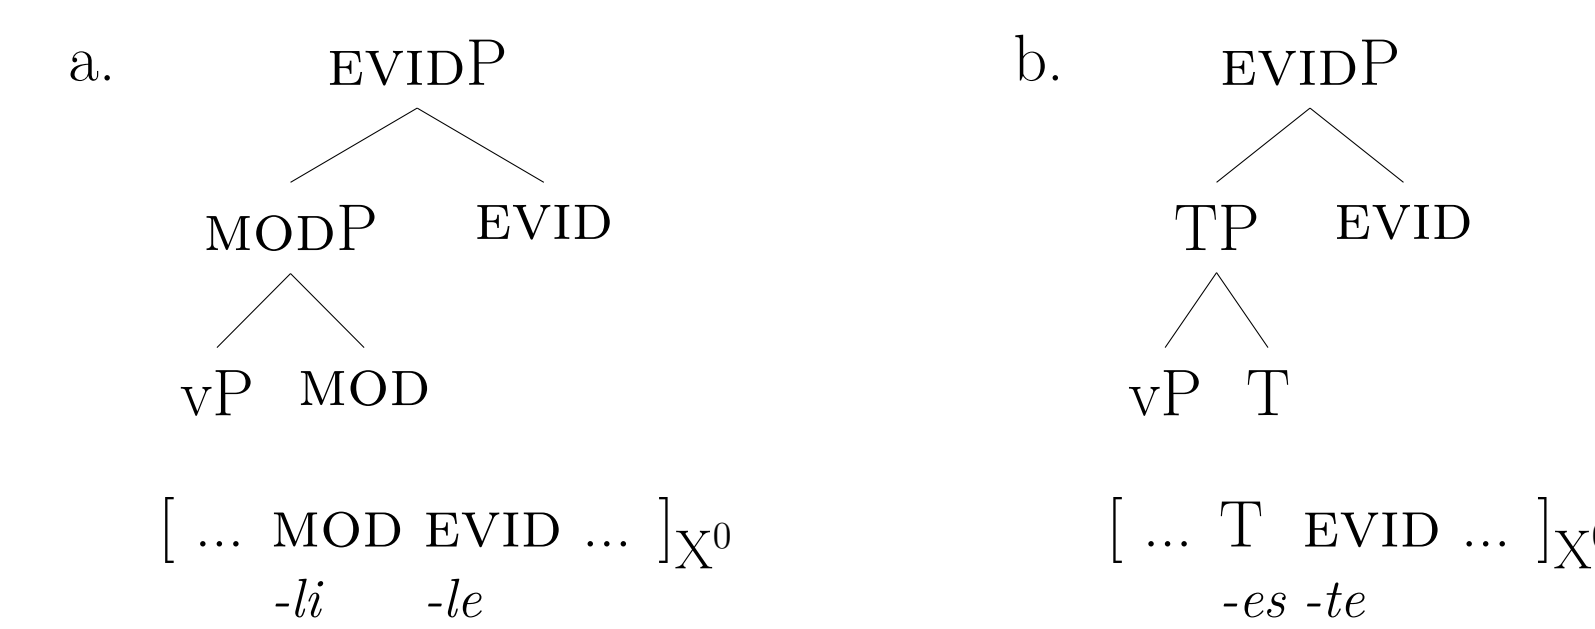 a. EVIDP b. EVIDP
MODP EVID TP EVID
vP MOD vP T
[ ... MOD EVID ... ]X⁰ [ ... T EVID ... ]X⁰
-li -le -es -te